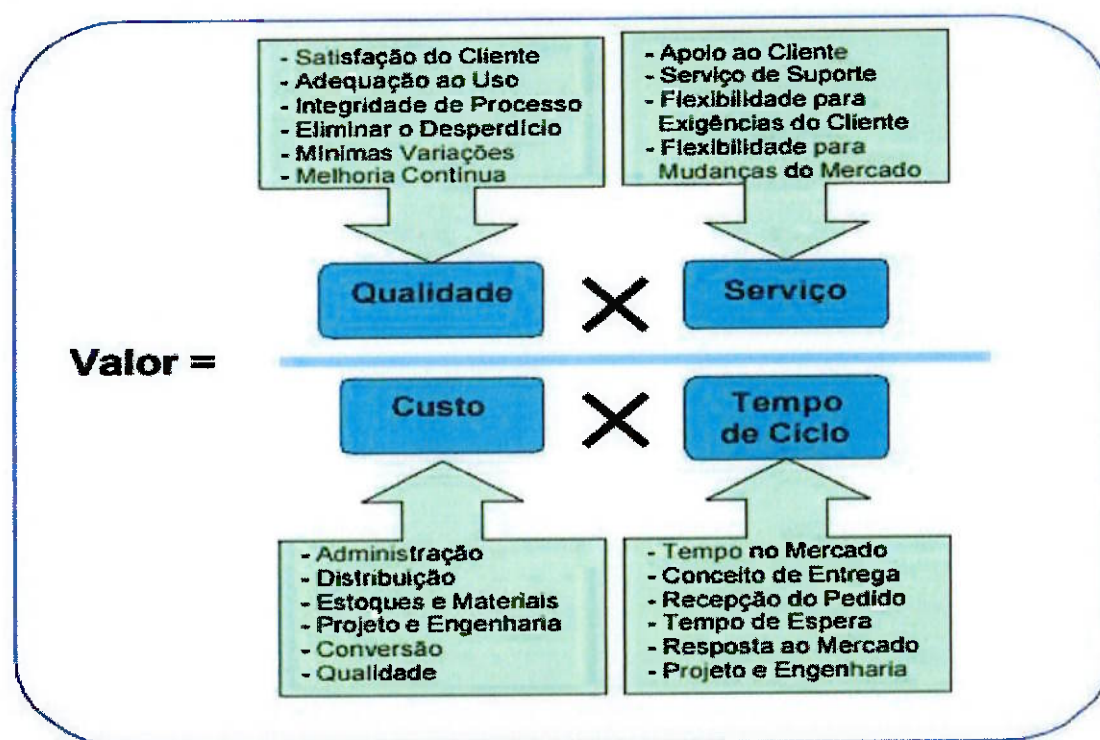 - Satisfação do Cliente
- Adequação ao Uso
- Integridade de Processo
- Eliminar o Desperdício
- Mínimas Variações
- Melhoria Contínua
- Apoio ao Cliente
- Serviço de Suporte
- Flexibilidade para
Exigências do Cliente
- Flexibilidade para
Mudanças do Mercado
Qualidade
×
Serviço
Valor =
Custo
×
Tempo
de Ciclo
- Administração
- Distribuição
- Estoques e Materiais
- Projeto e Engenharia
- Conversão
- Qualidade
- Tempo no Mercado
- Conceito de Entrega
- Recepção do Pedido
- Tempo de Espera
- Resposta ao Mercado
- Projeto e Engenharia